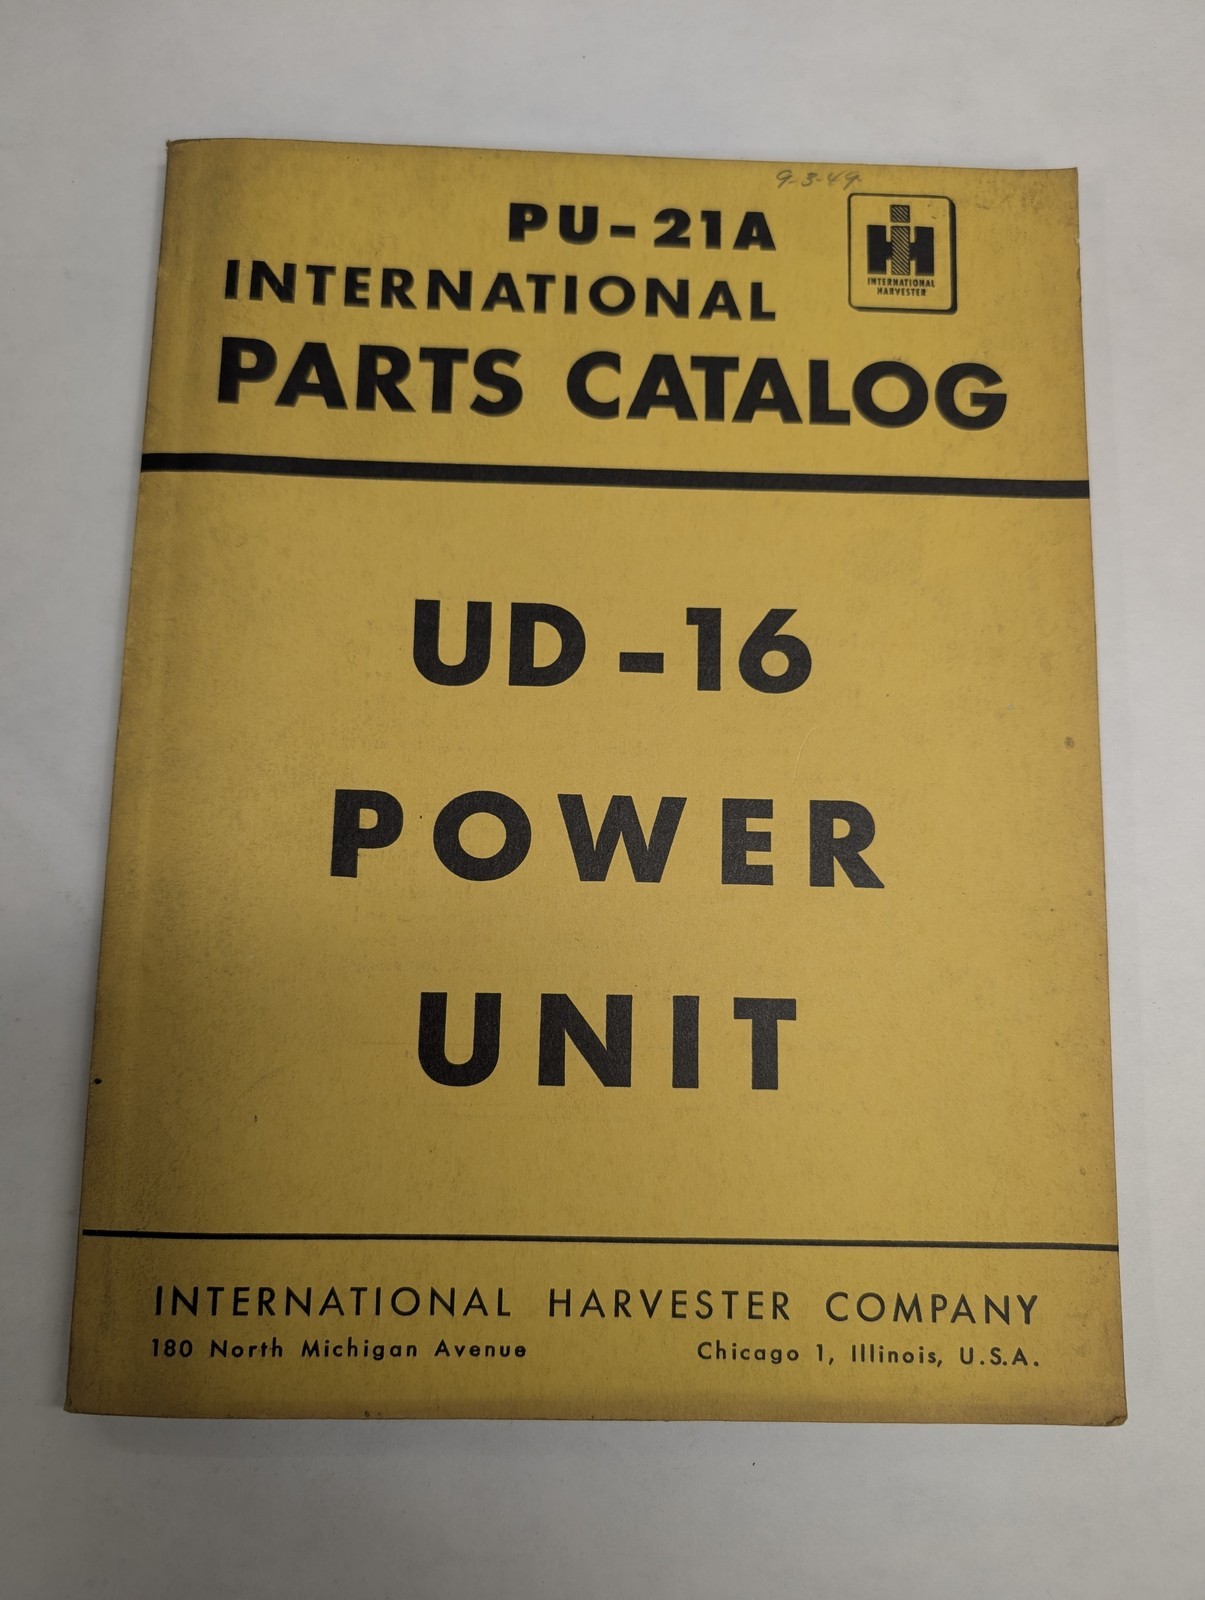 9-3-49
PU-21A
INTERNATIONAL
PARTS CATALOG
IH
INTERNATIONAL
HARVESTER
UD-16
POWER
UNIT
INTERNATIONAL HARVESTER COMPANY
180 North Michigan Avenue Chicago 1, Illinois, U.S.A.